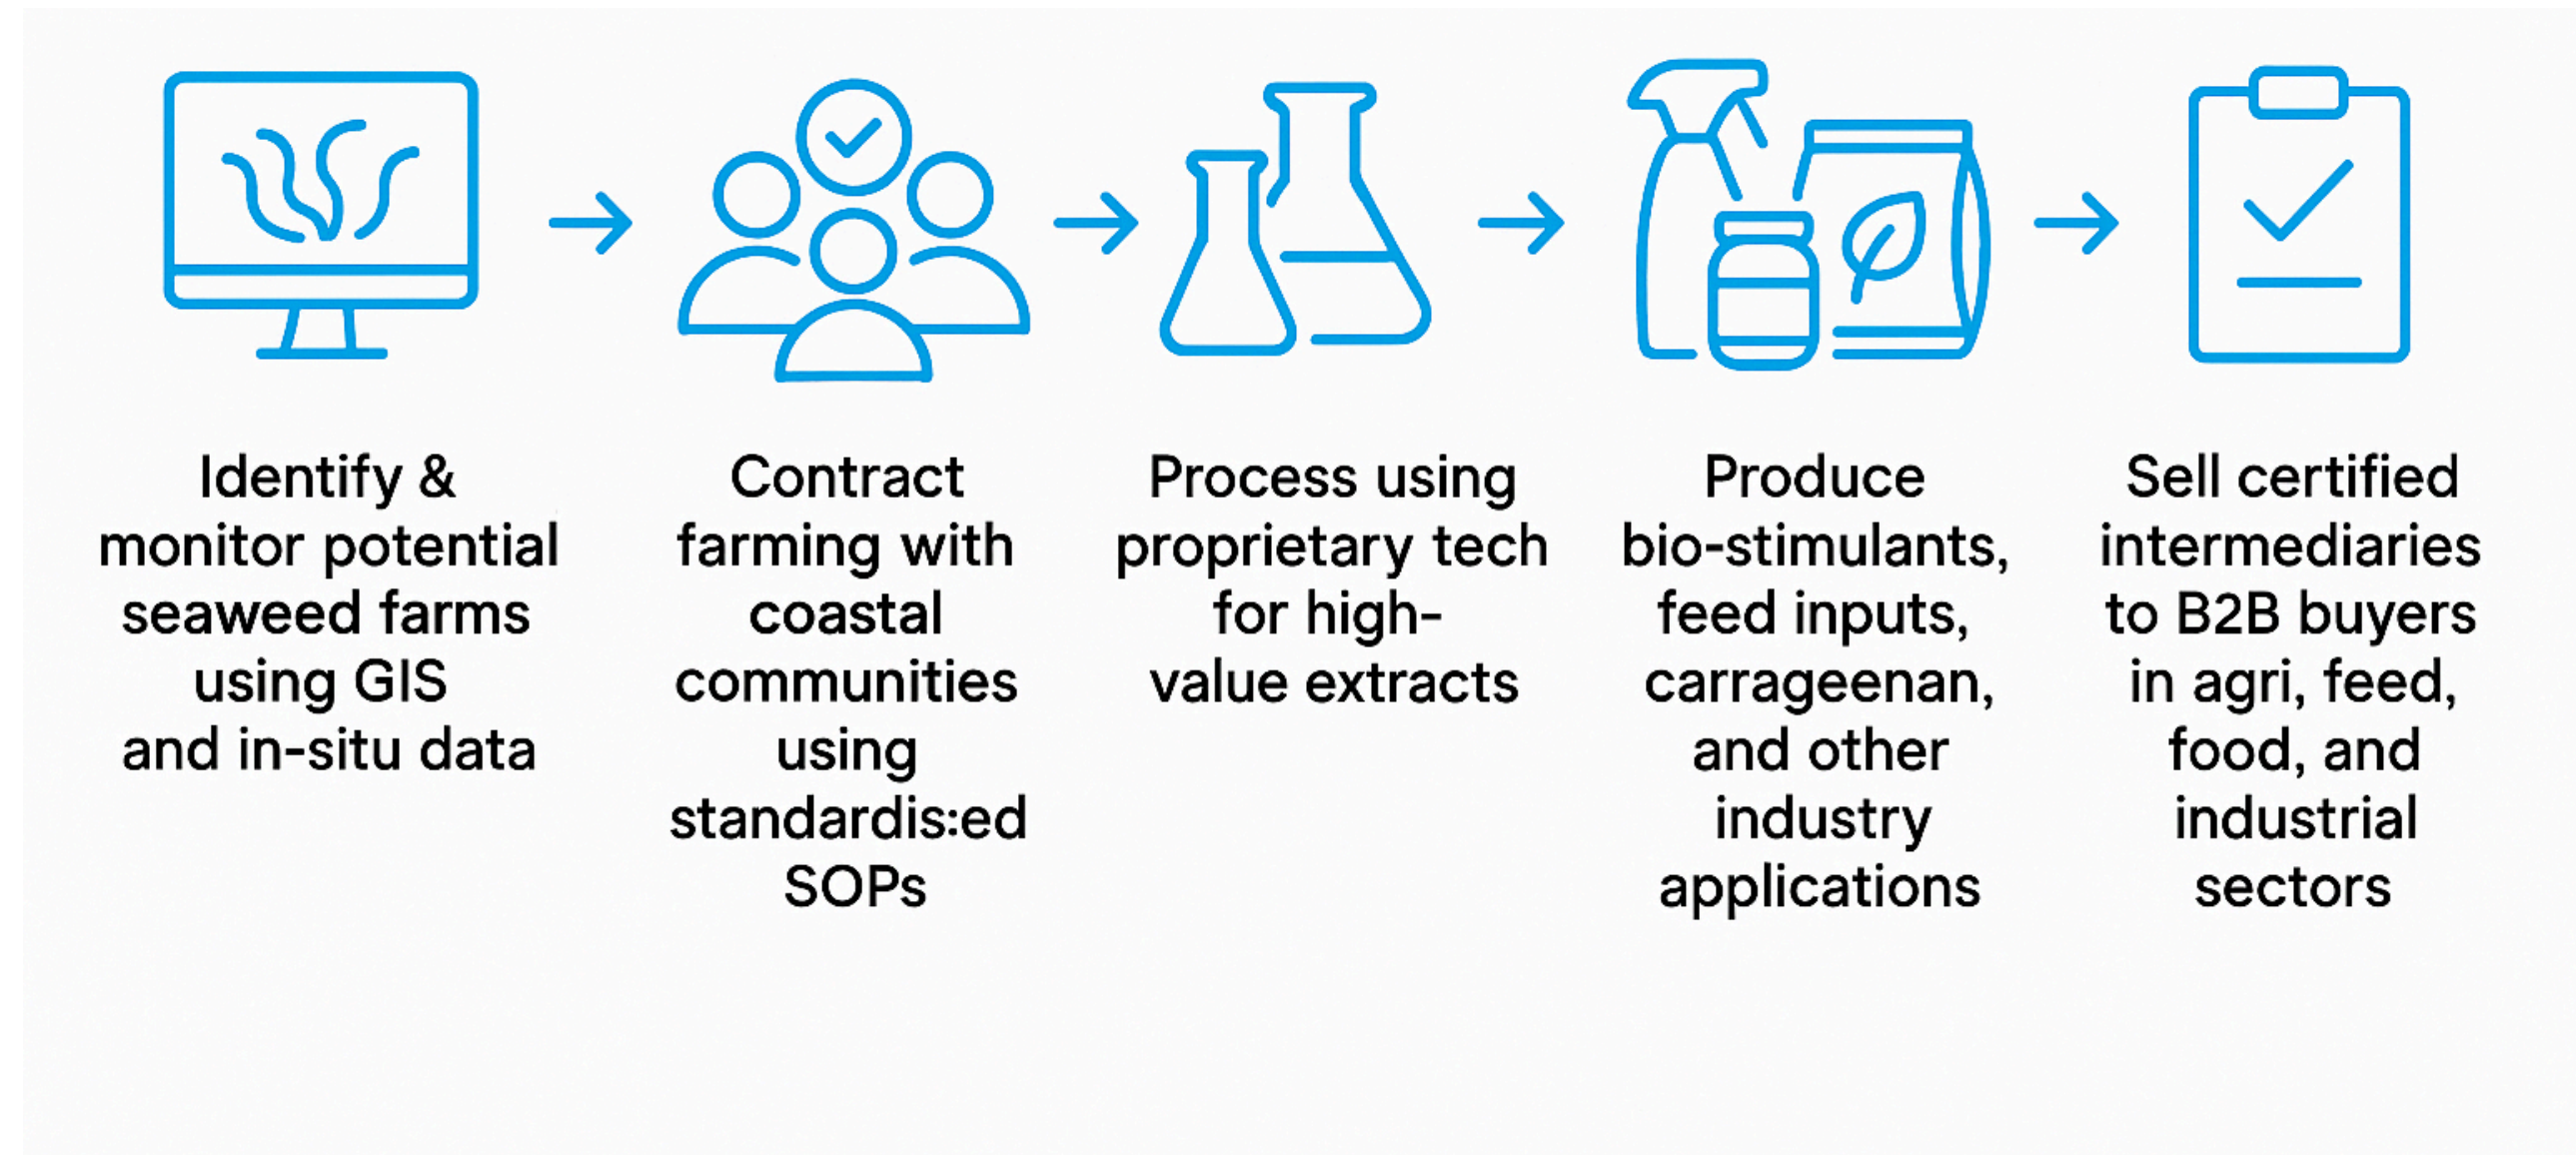 Identify &
monitor potential
seaweed farms
using GIS
and in-situ data
Contract
farming with
coastal
communities
using
standardis:ed
SOPs
Process using
proprietary tech
for high-
value extracts
Produce
bio-stimulants,
feed inputs,
carrageenan,
and other
industry
applications
Sell certified
intermediaries
to B2B buyers
in agri, feed,
food, and
industrial
sectors